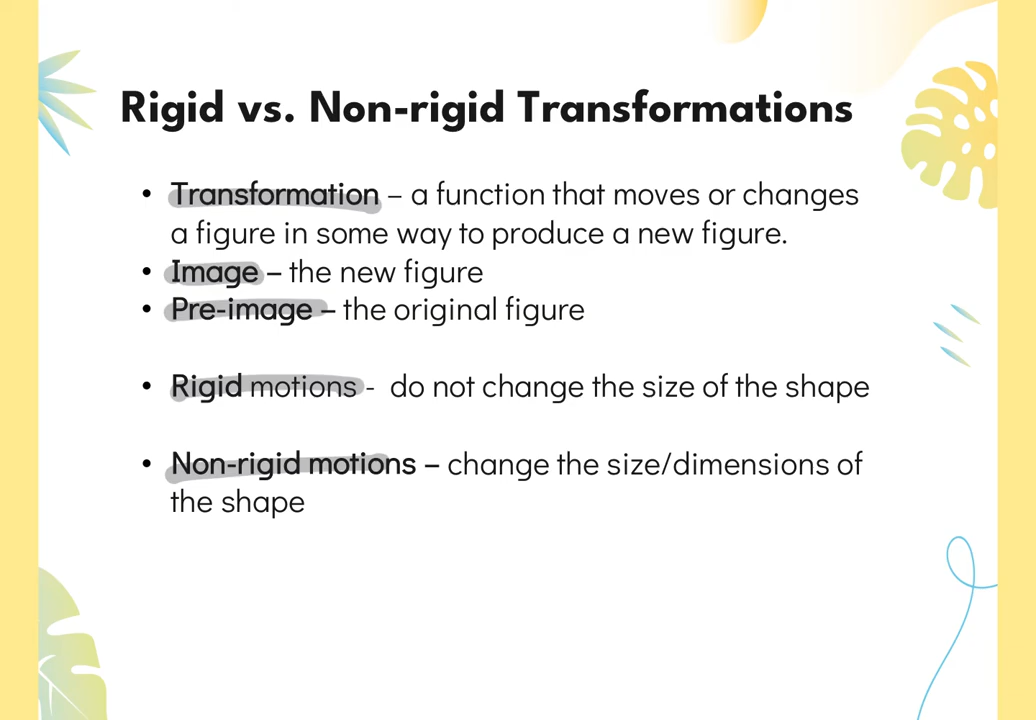 Rigid vs. Non-rigid Transformations
• Transformation – a function that moves or changes
a figure in some way to produce a new figure.
• Image – the new figure
• Pre-image – the original figure
• Rigid motions - do not change the size of the shape
• Non-rigid motions – change the size/dimensions of
the shape